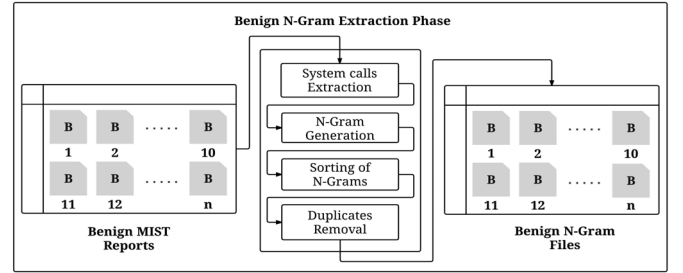 Benign N-Gram Extraction Phase
B B ..... B
1 2 10
B B ..... B
11 12 n
Benign MIST
Reports
System calls
Extraction
N-Gram
Generation
Sorting of
N-Grams
Duplicates
Removal
B B ..... B
1 2 10
B B ..... B
11 12 n
Benign N-Gram
Files